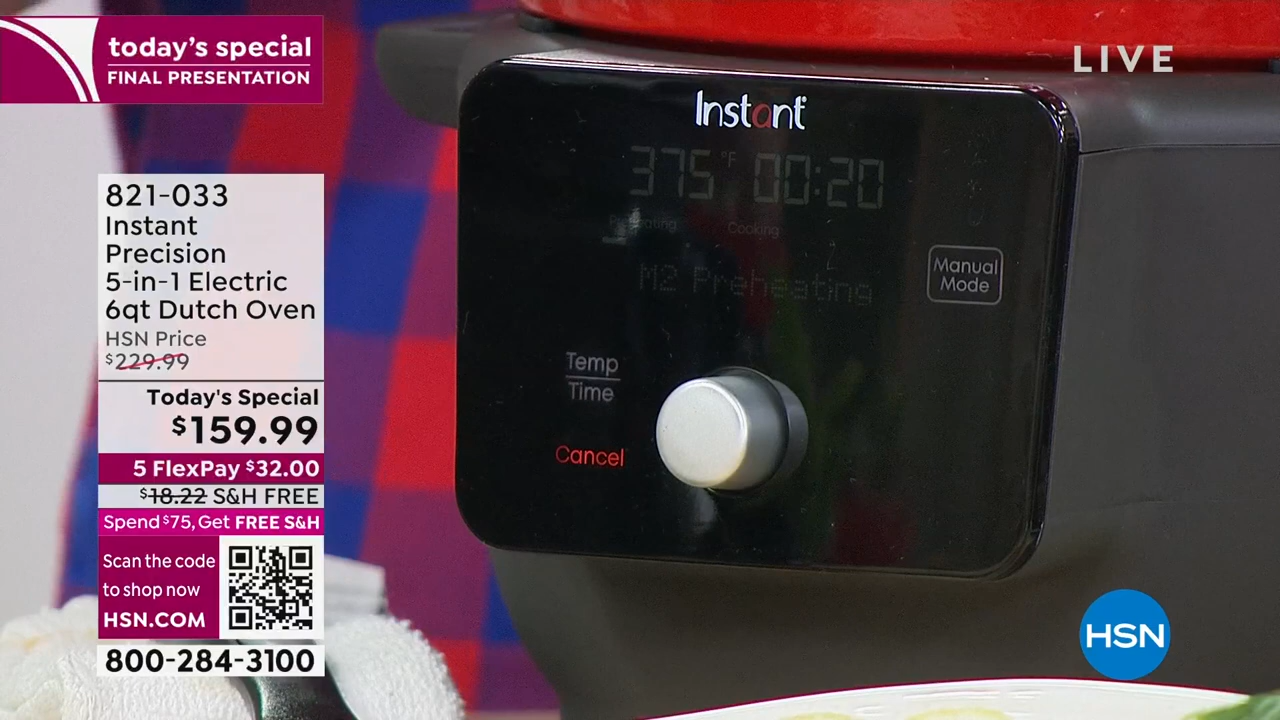 today's special
FINAL PRESENTATION
LIVE
821-033
Instant
Precision
5-in-1 Electric
6qt Dutch Oven
HSN Price
$229.99
Today's Special
$159.99
5 FlexPay $32.00
$18.22 S&H FREE
Spend $75, Get FREE S&H
Scan the code
to shop now
HSN.COM
800-284-3100
Instant
375 °F 00:20
Preheating Cooking
M2 Preheating
Manual
Mode
Temp
Time
Cancel
HSN